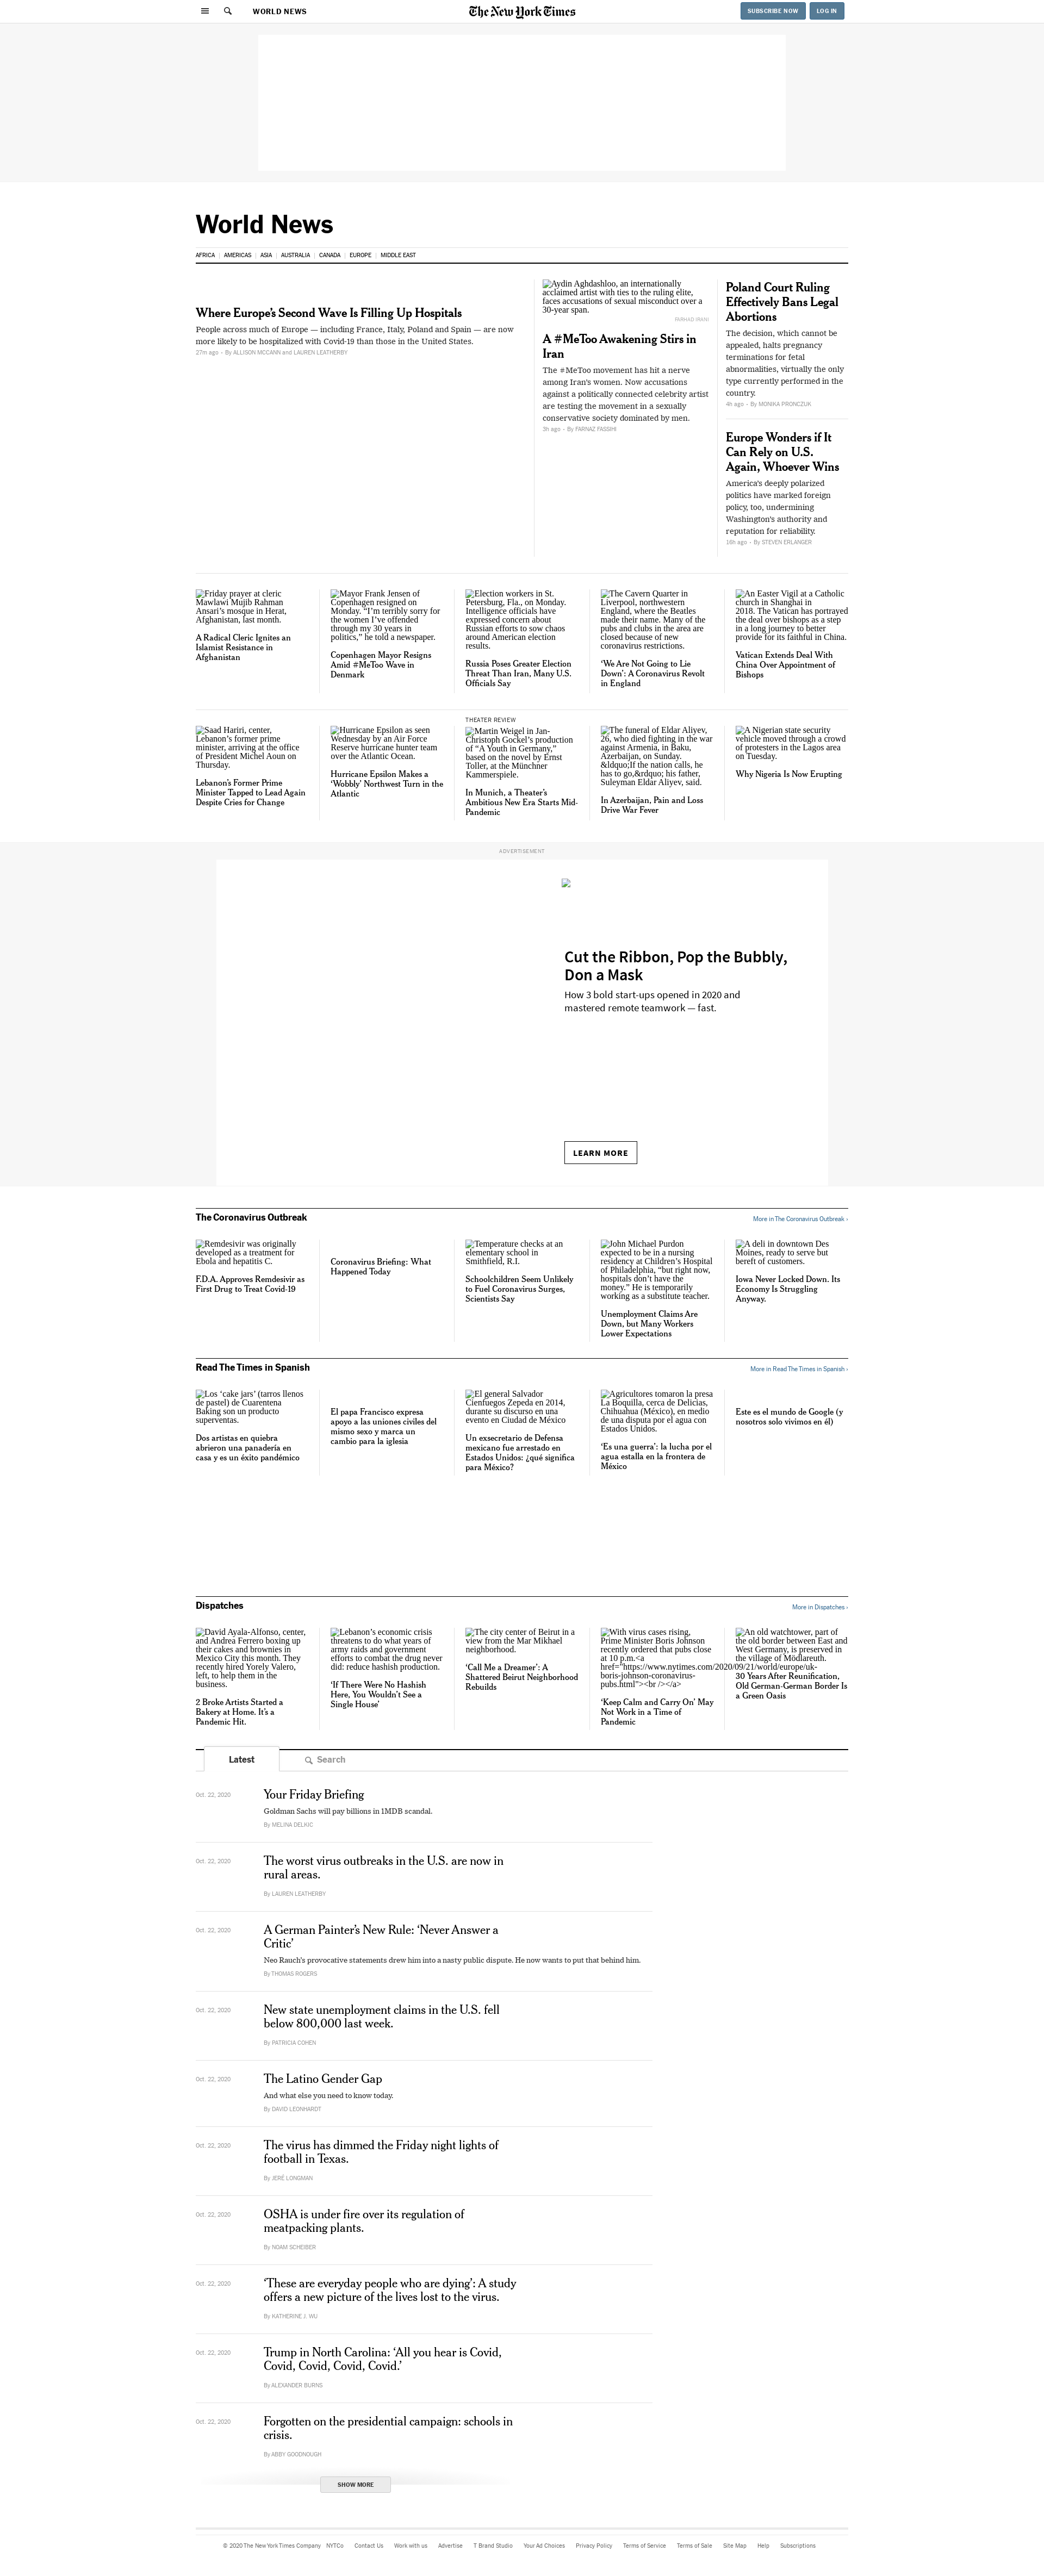 WORLD NEWS
The New York Times
SUBSCRIBE NOW
LOG IN
World News
AFRICA
AMERICAS
ASIA
AUSTRALIA
CANADA
EUROPE
MIDDLE EAST
Where Europe's Second Wave Is Filling Up Hospitals
People across much of Europe — including France, Italy, Poland and Spain — are now
more likely to be hospitalized with Covid-19 than those in the United States.
27m ago • By ALLISON MCCANN and LAUREN LEATHERBY
Aydin Aghdashloo, an internationally
acclaimed artist with ties to the ruling elite,
faces accusations of sexual misconduct over a
30-year span.
FARHAD IRANI
A #MeToo Awakening Stirs in
Iran
The #MeToo movement has hit a nerve
among Iran's women. Now accusations
against a politically connected celebrity artist
are testing the movement in a sexually
conservative society dominated by men.
3h ago • By FARNAZ FASSIHI
Poland Court Ruling
Effectively Bans Legal
Abortions
The decision, which cannot be
appealed, halts pregnancy
terminations for fetal
abnormalities, virtually the only
type currently performed in the
country.
4h ago • By MONIKA PRONCZUK
Europe Wonders if It
Can Rely on U.S.
Again, Whoever Wins
America's deeply polarized
politics have marked foreign
policy, too, undermining
Washington's authority and
reputation for reliability.
16h ago • By STEVEN ERLANGER
Friday prayer at cleric
Mawlawi Mujib Rahman
Ansari's mosque in Herat,
Afghanistan, last month.
A Radical Cleric Ignites an
Islamist Resistance in
Afghanistan
Mayor Frank Jensen of
Copenhagen resigned on
Monday. "I'm terribly sorry for
the women I've offended
through my 30 years in
politics," he told a newspaper.
Copenhagen Mayor Resigns
Amid #MeToo Wave in
Denmark
Election workers in St.
Petersburg, Fla., on Monday.
Intelligence officials have
expressed concern about
Russian efforts to sow chaos
around American election
results.
Russia Poses Greater Election
Threat Than Iran, Many U.S.
Officials Say
The Cavern Quarter in
Liverpool, northwestern
England, where the Beatles
made their name. Many of the
pubs and clubs in the area are
closed because of new
coronavirus restrictions.
'We Are Not Going to Lie
Down': A Coronavirus Revolt
in England
An Easter Vigil at a Catholic
church in Shanghai in
2018. The Vatican has portrayed
the deal over bishops as a step
in a long journey to better
provide for its faithful in China.
Vatican Extends Deal With
China Over Appointment of
Bishops
Saad Hariri, center,
Lebanon's former prime
minister, arriving at the office
of President Michel Aoun on
Thursday.
Lebanon's Former Prime
Minister Tapped to Lead Again
Despite Cries for Change
Hurricane Epsilon as seen
Wednesday by an Air Force
Reserve hurricane hunter team
over the Atlantic Ocean.
Hurricane Epsilon Makes a
'Wobbly' Northwest Turn in the
Atlantic
THEATER REVIEW
Martin Weigel in Jan-
Christoph Gockel's production
of "A Youth in Germany,"
based on the novel by Ernst
Toller, at the Münchner
Kammerspiele.
In Munich, a Theater's
Ambitious New Era Starts Mid-
Pandemic
The funeral of Eldar Aliyev,
26, who died fighting in the war
against Armenia, in Baku,
Azerbaijan, on Sunday.
&ldquo;If the nation calls, he
has to go,&rdquo; his father,
Suleyman Eldar Aliyev, said.
In Azerbaijan, Pain and Loss
Drive War Fever
A Nigerian state security
vehicle moved through a crowd
of protesters in the Lagos area
on Tuesday.
Why Nigeria Is Now Erupting
ADVERTISEMENT
Cut the Ribbon, Pop the Bubbly,
Don a Mask
How 3 bold start-ups opened in 2020 and
mastered remote teamwork — fast.
LEARN MORE
The Coronavirus Outbreak
More in The Coronavirus Outbreak ›
Remdesivir was originally
developed as a treatment for
Ebola and hepatitis C.
F.D.A. Approves Remdesivir as
First Drug to Treat Covid-19
Coronavirus Briefing: What
Happened Today
Temperature checks at an
elementary school in
Smithfield, R.I.
Schoolchildren Seem Unlikely
to Fuel Coronavirus Surges,
Scientists Say
John Michael Purdon
expected to be in a nursing
residency at Children's Hospital
of Philadelphia, "but right now,
hospitals don't have the
money." He is temporarily
working as a substitute teacher.
Unemployment Claims Are
Down, but Many Workers
Lower Expectations
A deli in downtown Des
Moines, ready to serve but
bereft of customers.
Iowa Never Locked Down. Its
Economy Is Struggling
Anyway.
Read The Times in Spanish
More in Read The Times in Spanish ›
Los 'cake jars' (tarros llenos
de pastel) de Cuarentena
Baking son un producto
superventas.
Dos artistas en quiebra
abrieron una panadería en
casa y es un éxito pandémico
El papa Francisco expresa
apoyo a las uniones civiles del
mismo sexo y marca un
cambio para la iglesia
El general Salvador
Cienfuegos Zepeda en 2014,
durante su discurso en una
evento en Ciudad de México
Un exsecretario de Defensa
mexicano fue arrestado en
Estados Unidos: ¿qué significa
para México?
Agricultores tomaron la presa
La Boquilla, cerca de Delicias,
Chihuahua (México), en medio
de una disputa por el agua con
Estados Unidos.
'Es una guerra': la lucha por el
agua estalla en la frontera de
México
Este es el mundo de Google (y
nosotros solo vivimos en él)
Dispatches
More in Dispatches ›
David Ayala-Alfonso, center,
and Andrea Ferrero boxing up
their cakes and brownies in
Mexico City this month. They
recently hired Yorely Valero,
left, to help them in the
business.
2 Broke Artists Started a
Bakery at Home. It's a
Pandemic Hit.
Lebanon's economic crisis
threatens to do what years of
army raids and government
efforts to combat the drug never
did: reduce hashish production.
'If There Were No Hashish
Here, You Wouldn't See a
Single House'
The city center of Beirut in a
view from the Mar Mikhael
neighborhood.
'Call Me a Dreamer': A
Shattered Beirut Neighborhood
Rebuilds
With virus cases rising,
Prime Minister Boris Johnson
recently ordered that pubs close
at 10 p.m.<a
href="https://www.nytimes.com/2020/09/21/world/europe/uk-
boris-johnson-coronavirus-
pubs.html"><br /></a>
'Keep Calm and Carry On' May
Not Work in a Time of
Pandemic
An old watchtower, part of
the old border between East and
West Germany, is preserved in
the village of Mödlareuth.
30 Years After Reunification,
Old German-German Border Is
a Green Oasis
Latest
Search
Oct. 22, 2020
Your Friday Briefing
Goldman Sachs will pay billions in 1MDB scandal.
By MELINA DELKIC
Oct. 22, 2020
The worst virus outbreaks in the U.S. are now in
rural areas.
By LAUREN LEATHERBY
Oct. 22, 2020
A German Painter's New Rule: 'Never Answer a
Critic'
Neo Rauch's provocative statements drew him into a nasty public dispute. He now wants to put that behind him.
By THOMAS ROGERS
Oct. 22, 2020
New state unemployment claims in the U.S. fell
below 800,000 last week.
By PATRICIA COHEN
Oct. 22, 2020
The Latino Gender Gap
And what else you need to know today.
By DAVID LEONHARDT
Oct. 22, 2020
The virus has dimmed the Friday night lights of
football in Texas.
By JERÉ LONGMAN
Oct. 22, 2020
OSHA is under fire over its regulation of
meatpacking plants.
By NOAM SCHEIBER
Oct. 22, 2020
'These are everyday people who are dying': A study
offers a new picture of the lives lost to the virus.
By KATHERINE J. WU
Oct. 22, 2020
Trump in North Carolina: 'All you hear is Covid,
Covid, Covid, Covid, Covid.'
By ALEXANDER BURNS
Oct. 22, 2020
Forgotten on the presidential campaign: schools in
crisis.
By ABBY GOODNOUGH
SHOW MORE
© 2020 The New York Times Company
NYTCo
Contact Us
Work with us
Advertise
T Brand Studio
Your Ad Choices
Privacy Policy
Terms of Service
Terms of Sale
Site Map
Help
Subscriptions